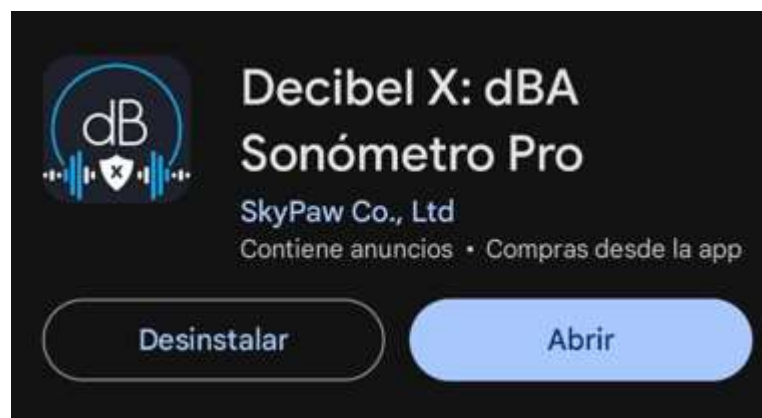 dB
X
Decibel X: dBA
Sonómetro Pro
SkyPaw Co., Ltd
Contiene anuncios • Compras desde la app
Desinstalar
Abrir